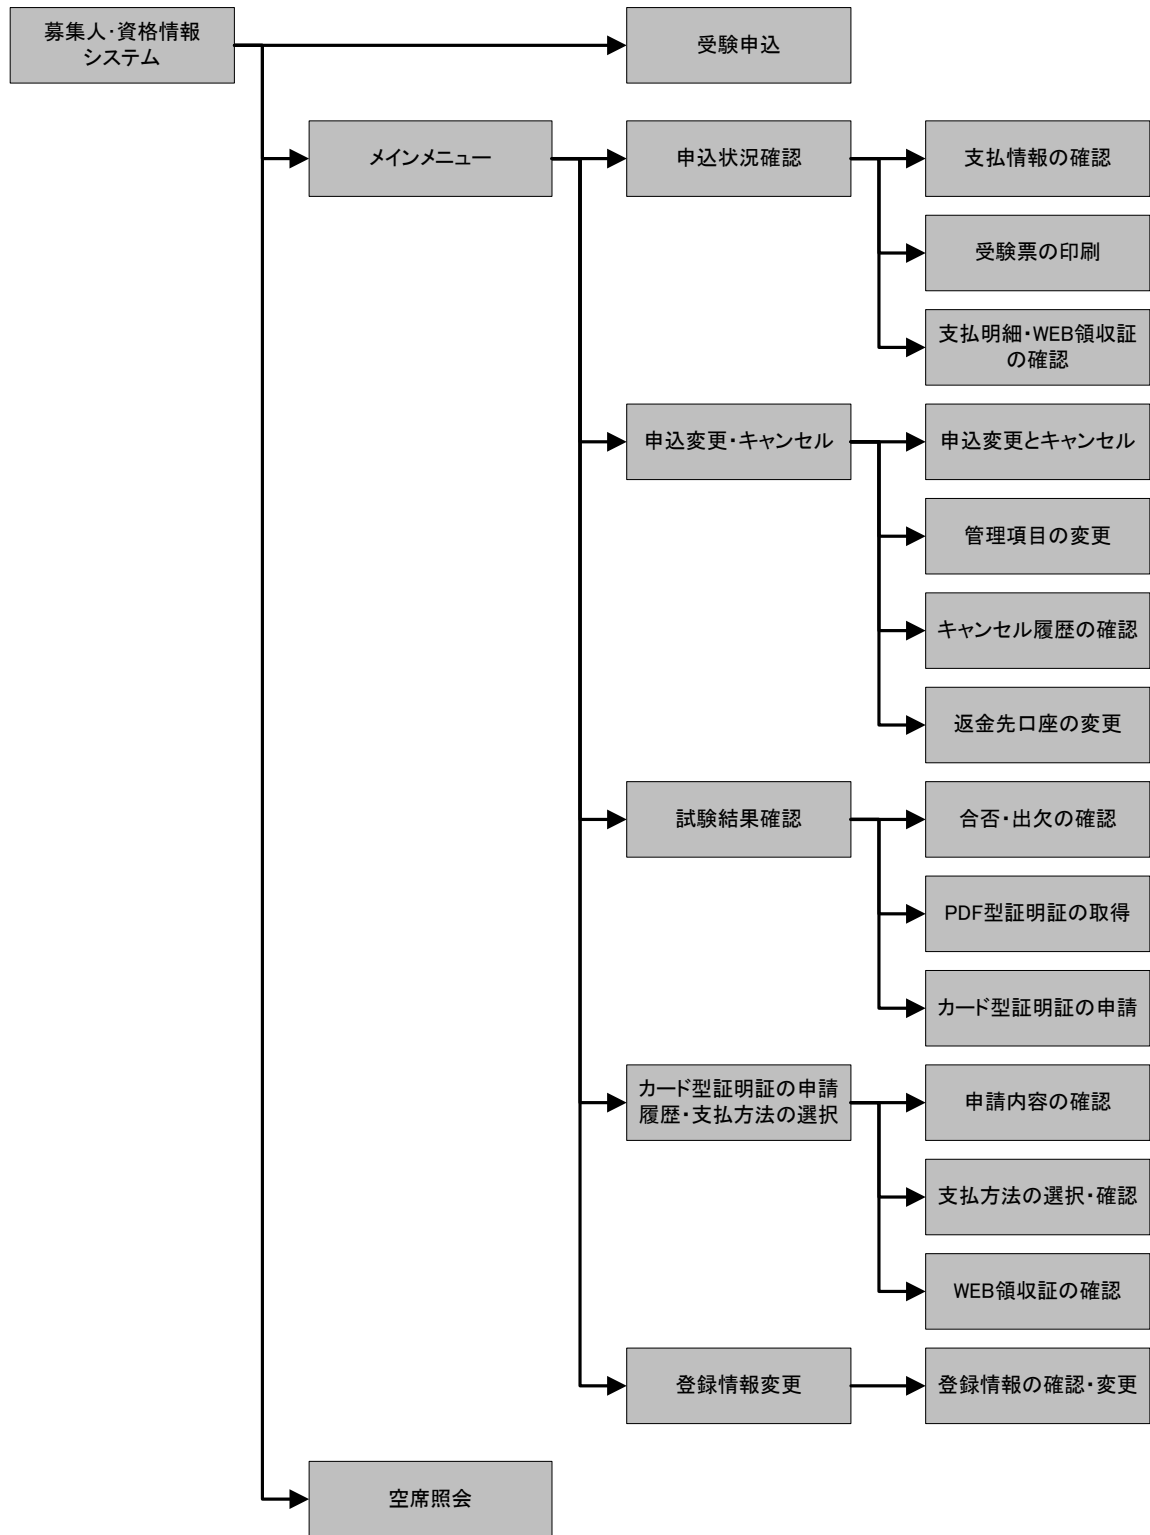 募集人・資格情報
システム
受験申込
メインメニュー
申込状況確認
支払情報の確認
受験票の印刷
支払明細・WEB領収証
の確認
申込変更・キャンセル
申込変更とキャンセル
管理項目の変更
キャンセル履歴の確認
返金先口座の変更
試験結果確認
合否・出欠の確認
PDF型証明証の取得
カード型証明証の申請
カード型証明証の申請
履歴・支払方法の選択
申請内容の確認
支払方法の選択・確認
WEB領収証の確認
登録情報変更
登録情報の確認・変更
空席照会